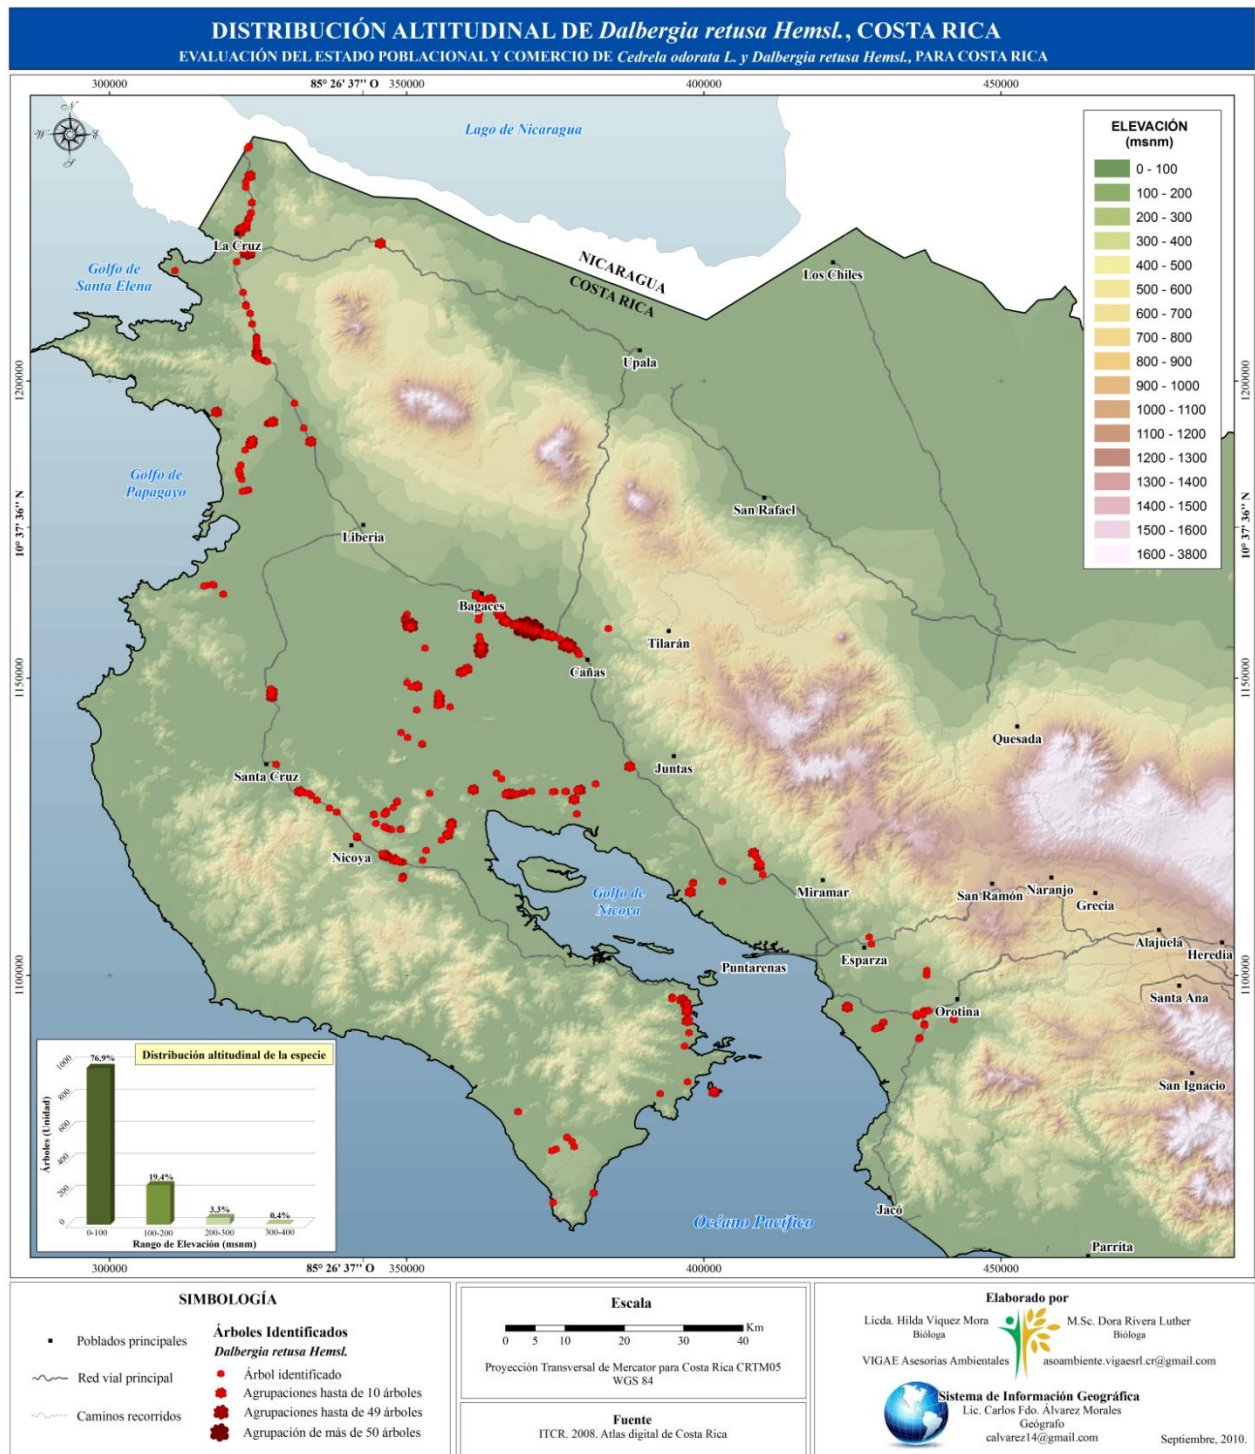 DISTRIBUCIÓN ALTITUDINAL DE Dalbergia retusa Hemsl., COSTA RICA
EVALUACIÓN DEL ESTADO POBLACIONAL Y COMERCIO DE Cedrela odorata L. y Dalbergia retusa Hemsl., PARA COSTA RICA
300000
85° 26' 37'' O
350000
400000
450000
N
W
E
S
Lago de Nicaragua
ELEVACIÓN
(msnm)
0 - 100
100 - 200
200 - 300
300 - 400
400 - 500
500 - 600
600 - 700
700 - 800
800 - 900
900 - 1000
1000 - 1100
1100 - 1200
1200 - 1300
1300 - 1400
1400 - 1500
1500 - 1600
1600 - 3800
La Cruz
Golfo de
Santa Elena
NICARAGUA
COSTA RICA
Los Chiles
Upala
1200000
1200000
Golfo de
Papagayo
San Rafael
10° 37' 36'' N
10° 37' 36'' N
Liberia
Bagaces
Tilarán
Cañas
1150000
1150000
Quesada
Santa Cruz
Juntas
Nicoya
Golfo de
Nicoya
Miramar
San Ramón
Naranjo
Grecia
Alajuela
Heredia
Esparza
Puntarenas
1100000
1100000
Santa Ana
Orotina
San Ignacio
Jacó
Océano Pacífico
Parrita
Distribución altitudinal de la especie
Árboles (Unidad)
1000
800
600
400
200
0
76.9%
19.4%
3.3%
0.4%
0-100
100-200
200-300
300-400
Rango de Elevación (msnm)
300000
85° 26' 37'' O
350000
400000
450000
SIMBOLOGÍA
Poblados principales
Red vial principal
Caminos recorridos
Árboles Identificados
Dalbergia retusa Hemsl.
Árbol identificado
Agrupaciones hasta de 10 árboles
Agrupaciones hasta de 49 árboles
Agrupación de más de 50 árboles
Escala
Km
0 5 10 20 30 40
Proyección Transversal de Mercator para Costa Rica CRTM05
WGS 84
Fuente
ITCR. 2008. Atlas digital de Costa Rica
Elaborado por
Licda. Hilda Víquez Mora
Bióloga
M.Sc. Dora Rivera Luther
Bióloga
VIGAE Asesorías Ambientales
asoambiente.vigaesrl.cr@gmail.com
Sistema de Información Geográfica
Lic. Carlos Fdo. Álvarez Morales
Geógrafo
calvarez14@gmail.com
Septiembre, 2010.